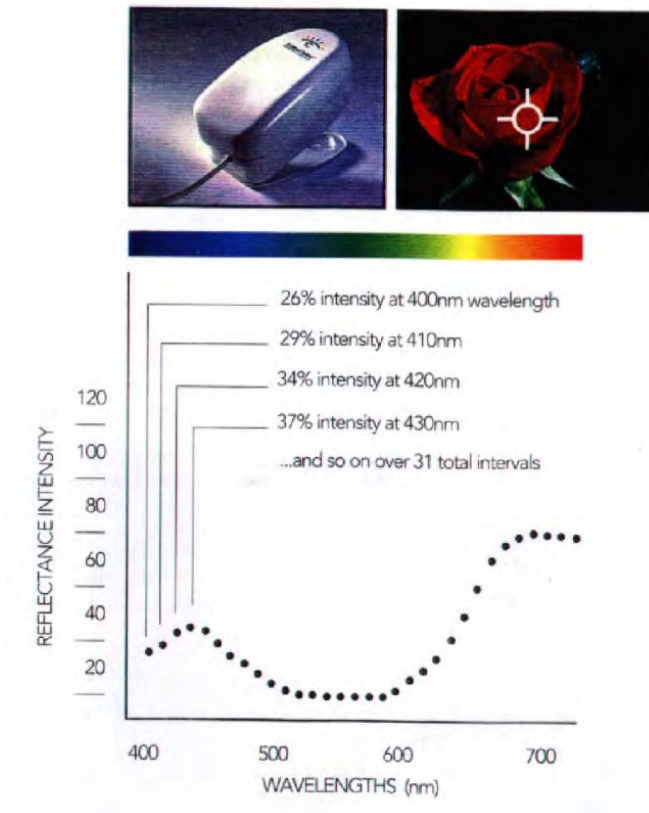 26% intensity at 400nm wavelength
29% intensity at 410nm
34% intensity at 420nm
37% intensity at 430nm
...and so on over 31 total intervals
REFLECTANCE INTENSITY
120
100
80
60
40
20
400 500 600 700
WAVELENGTHS (nm)